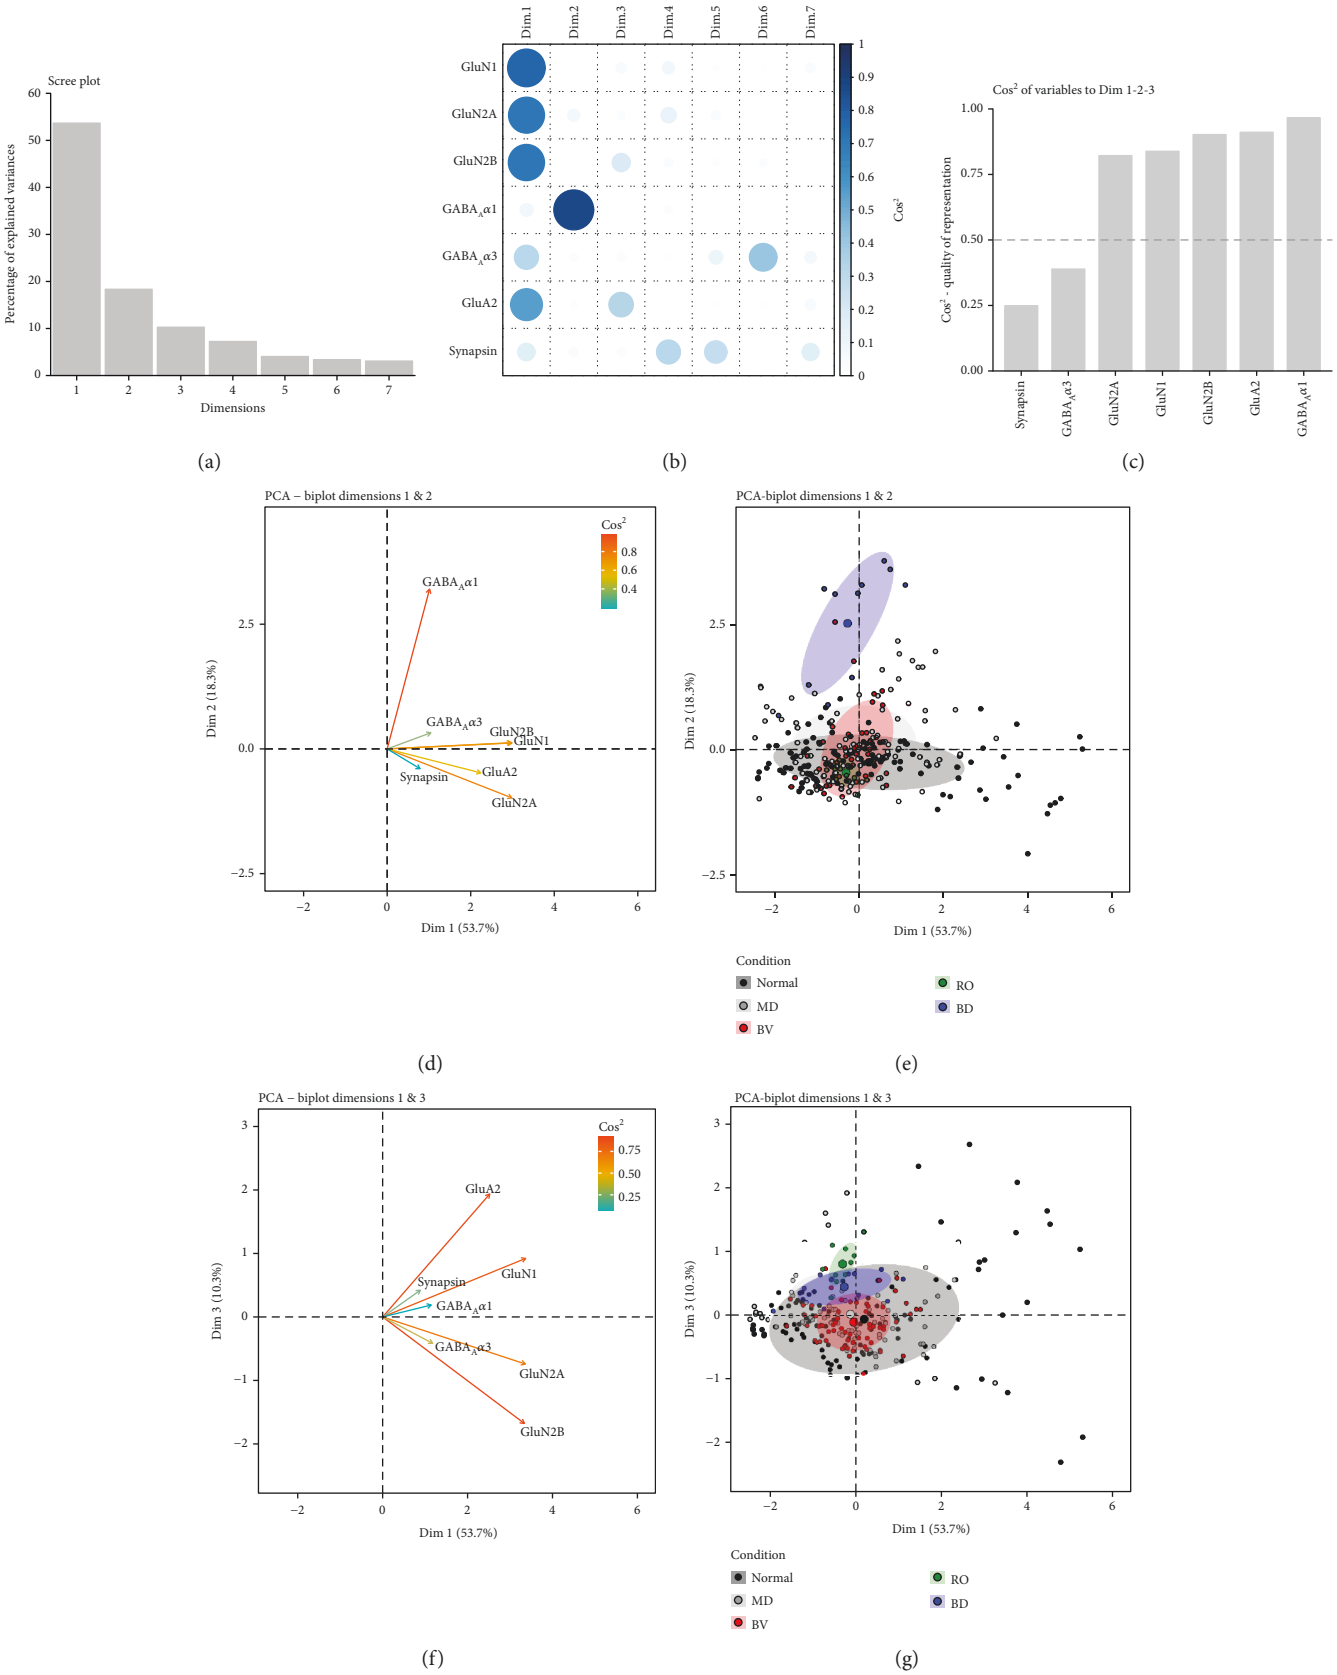 Scree plot
Percentage of explained variances
60
50
40
30
20
10
0
1 2 3 4 5 6 7
Dimensions
(a)
Dim.1 Dim.2 Dim.3 Dim.4 Dim.5 Dim.6 Dim.7
GluN1
GluN2A
GluN2B
GABA_Aα1
GABA_Aα3
GluA2
Synapsin
1
0.9
0.8
0.7
0.6
0.5
0.4
0.3
0.2
0.1
0
Cos²
(b)
Cos² of variables to Dim 1-2-3
Cos² - quality of representation
1.00
0.75
0.50
0.25
0.00
Synapsin GABA_Aα3 GluN2A GluN1 GluN2B GluA2 GABA_Aα1
(c)
PCA – biplot dimensions 1 & 2
Cos²
0.8
0.6
0.4
GABA_Aα1
GABA_Aα3
GluN2B
GluN1
Synapsin
GluA2
GluN2A
Dim 2 (18.3%)
2.5
0.0
−2.5
−2 0 2 4 6
Dim 1 (53.7%)
(d)
PCA-biplot dimensions 1 & 2
Dim 2 (18.3%)
2.5
0.0
−2.5
−2 0 2 4 6
Dim 1 (53.7%)
Condition
Normal
MD
BV
RO
BD
(e)
PCA – biplot dimensions 1 & 3
Cos²
0.75
0.50
0.25
GluA2
GluN1
Synapsin
GABA_Aα1
GABA_Aα3
GluN2A
GluN2B
Dim 3 (10.3%)
3
2
1
0
−1
−2
−2 0 2 4 6
Dim 1 (53.7%)
(f)
PCA-biplot dimensions 1 & 3
Dim 3 (10.3%)
3
2
1
0
−1
−2
−2 0 2 4 6
Dim 1 (53.7%)
Condition
Normal
MD
BV
RO
BD
(g)